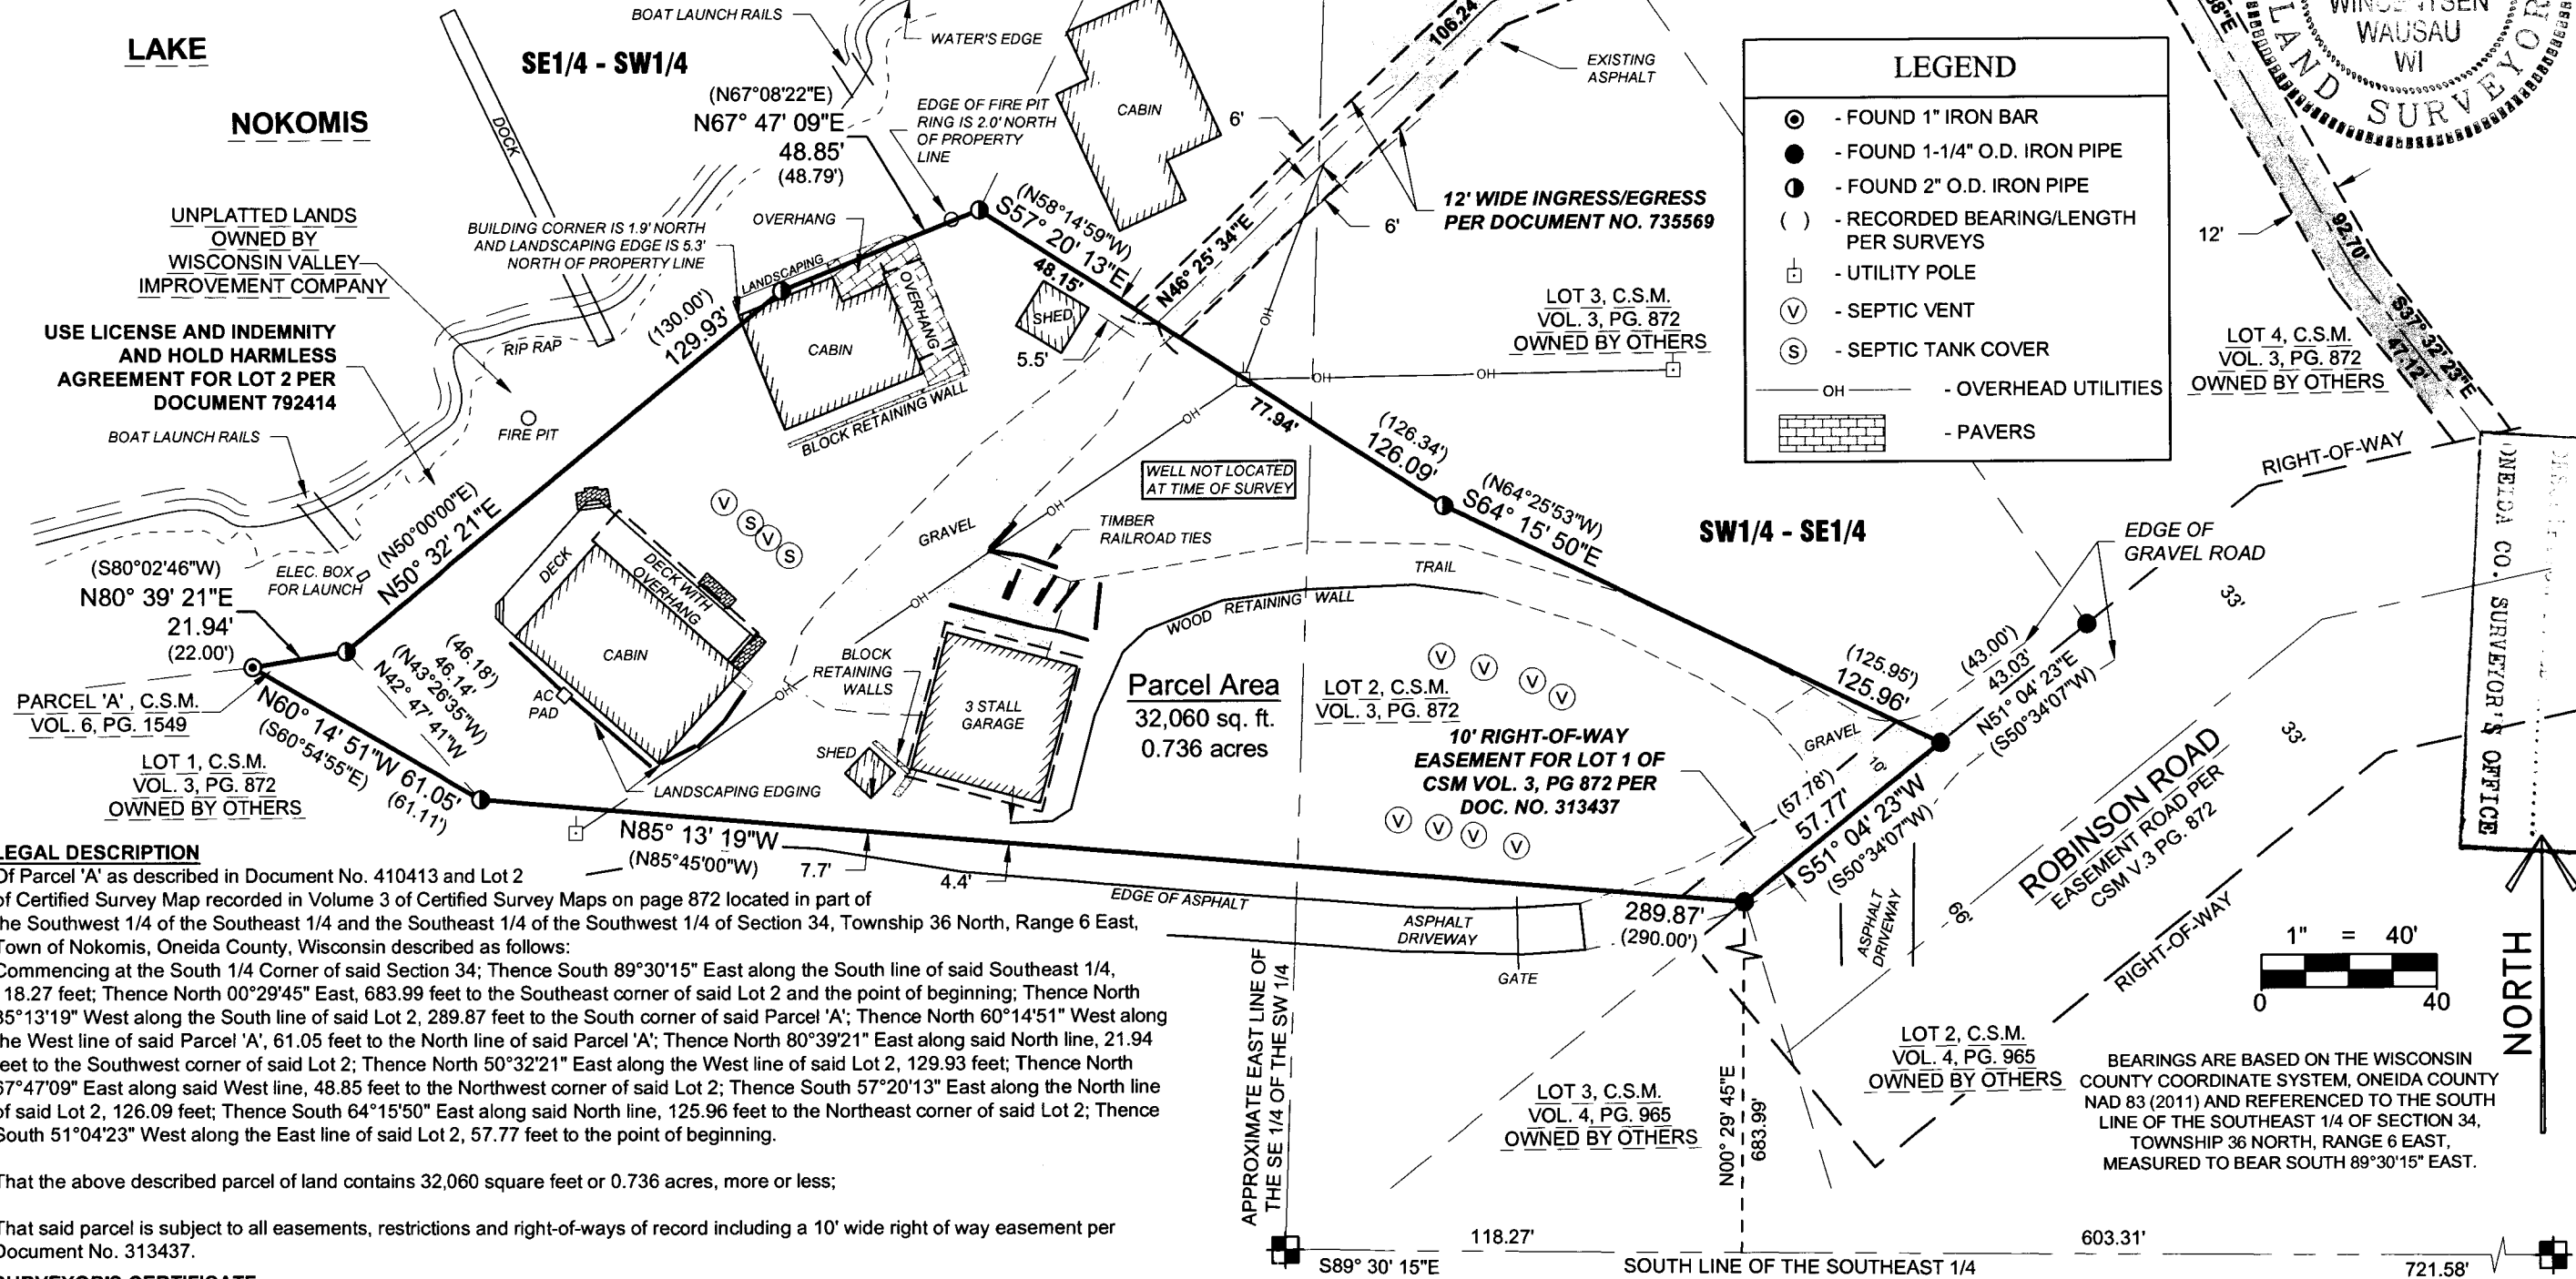 LAKE
NOKOMIS
BOAT LAUNCH RAILS
WATER'S EDGE
SE1/4 - SW1/4
DOCK
(N67°08'22"E)
N67° 47' 09"E
48.85'
(48.79')
EDGE OF FIRE PIT
RING IS 2.0' NORTH
OF PROPERTY
LINE
CABIN
106.24'
EXISTING
ASPHALT
6'
6'
12' WIDE INGRESS/EGRESS
PER DOCUMENT NO. 735569
N46° 25' 34"E
LEGEND
- FOUND 1" IRON BAR
- FOUND 1-1/4" O.D. IRON PIPE
- FOUND 2" O.D. IRON PIPE
( ) - RECORDED BEARING/LENGTH
PER SURVEYS
- UTILITY POLE
V - SEPTIC VENT
S - SEPTIC TANK COVER
OH - OVERHEAD UTILITIES
- PAVERS
WAUSAU
WI
LAND SURVEYOR
12'
92.70'
S37° 32' 23"E
47.12'
LOT 4, C.S.M.
VOL. 3, PG. 872
OWNED BY OTHERS
RIGHT-OF-WAY
ONEIDA CO. SURVEYOR'S OFFICE
UNPLATTED LANDS
OWNED BY
WISCONSIN VALLEY
IMPROVEMENT COMPANY
BUILDING CORNER IS 1.9' NORTH
AND LANDSCAPING EDGE IS 5.3'
NORTH OF PROPERTY LINE
OVERHANG
LANDSCAPING
OVERHANG
CABIN
BLOCK RETAINING WALL
(N58°14'59"W)
S57° 20' 13"E
48.15'
SHED
5.5'
LOT 3, C.S.M.
VOL. 3, PG. 872
OWNED BY OTHERS
OH
OH
OH
OH
OH
OH
OH
77.94'
(126.34')
126.09'
USE LICENSE AND INDEMNITY
AND HOLD HARMLESS
AGREEMENT FOR LOT 2 PER
DOCUMENT 792414
RIP RAP
(130.00')
129.93'
FIRE PIT
BOAT LAUNCH RAILS
(N50°00'00"E)
N50° 32' 21"E
ELEC. BOX
FOR LAUNCH
(S80°02'46"W)
N80° 39' 21"E
21.94'
(22.00')
WELL NOT LOCATED
AT TIME OF SURVEY
TIMBER
RAILROAD TIES
GRAVEL
V
S
V
S
DECK
DECK WITH
OVERHANG
CABIN
AC
PAD
(N64°25'53"W)
S64° 15' 50"E
SW1/4 - SE1/4
TRAIL
WOOD RETAINING WALL
EDGE OF
GRAVEL ROAD
33'
33'
66'
PARCEL 'A' , C.S.M.
VOL. 6, PG. 1549
N60° 14' 51"W 61.05'
(S60°54'55"E)
(61.11')
(46.18')
46.14'
(N43°26'35"W)
N42° 47' 41"W
LOT 1, C.S.M.
VOL. 3, PG. 872
OWNED BY OTHERS
BLOCK
RETAINING
WALLS
SHED
3 STALL
GARAGE
LANDSCAPING EDGING
Parcel Area
32,060 sq. ft.
0.736 acres
LOT 2, C.S.M.
VOL. 3, PG. 872
V
V
V
V
10' RIGHT-OF-WAY
EASEMENT FOR LOT 1 OF
CSM VOL. 3, PG 872 PER
DOC. NO. 313437
V
V
V
V
(125.95')
125.96'
GRAVEL
10'
(57.78')
57.77'
S51° 04' 23"W
(S50°34'07"W)
(43.00')
43.03'
N51° 04' 23"E
(S50°34'07"W)
ROBINSON ROAD
EASEMENT ROAD PER
CSM V.3 PG. 872
RIGHT-OF-WAY
N85° 13' 19"W
(N85°45'00"W)
7.7'
4.4'
EDGE OF ASPHALT
ASPHALT
DRIVEWAY
GATE
289.87'
(290.00')
ASPHALT
DRIVEWAY
1" = 40'
0 40
NORTH
LEGAL DESCRIPTION
Of Parcel 'A' as described in Document No. 410413 and Lot 2
of Certified Survey Map recorded in Volume 3 of Certified Survey Maps on page 872 located in part of
the Southwest 1/4 of the Southeast 1/4 and the Southeast 1/4 of the Southwest 1/4 of Section 34, Township 36 North, Range 6 East,
Town of Nokomis, Oneida County, Wisconsin described as follows:
Commencing at the South 1/4 Corner of said Section 34; Thence South 89°30'15" East along the South line of said Southeast 1/4,
118.27 feet; Thence North 00°29'45" East, 683.99 feet to the Southeast corner of said Lot 2 and the point of beginning; Thence North
85°13'19" West along the South line of said Lot 2, 289.87 feet to the South corner of said Parcel 'A'; Thence North 60°14'51" West along
the West line of said Parcel 'A', 61.05 feet to the North line of said Parcel 'A'; Thence North 80°39'21" East along said North line, 21.94
feet to the Southwest corner of said Lot 2; Thence North 50°32'21" East along the West line of said Lot 2, 129.93 feet; Thence North
67°47'09" East along said West line, 48.85 feet to the Northwest corner of said Lot 2; Thence South 57°20'13" East along the North line
of said Lot 2, 126.09 feet; Thence South 64°15'50" East along said North line, 125.96 feet to the Northeast corner of said Lot 2; Thence
South 51°04'23" West along the East line of said Lot 2, 57.77 feet to the point of beginning.
That the above described parcel of land contains 32,060 square feet or 0.736 acres, more or less;
That said parcel is subject to all easements, restrictions and right-of-ways of record including a 10' wide right of way easement per
Document No. 313437.
SURVEYOR'S CERTIFICATE
APPROXIMATE EAST LINE OF
THE SE 1/4 OF THE SW 1/4
LOT 3, C.S.M.
VOL. 4, PG. 965
OWNED BY OTHERS
N00° 29' 45"E
683.99'
LOT 2, C.S.M.
VOL. 4, PG. 965
OWNED BY OTHERS
BEARINGS ARE BASED ON THE WISCONSIN
COUNTY COORDINATE SYSTEM, ONEIDA COUNTY
NAD 83 (2011) AND REFERENCED TO THE SOUTH
LINE OF THE SOUTHEAST 1/4 OF SECTION 34,
TOWNSHIP 36 NORTH, RANGE 6 EAST,
MEASURED TO BEAR SOUTH 89°30'15" EAST.
118.27'
603.31'
S89° 30' 15"E
SOUTH LINE OF THE SOUTHEAST 1/4
721.58'